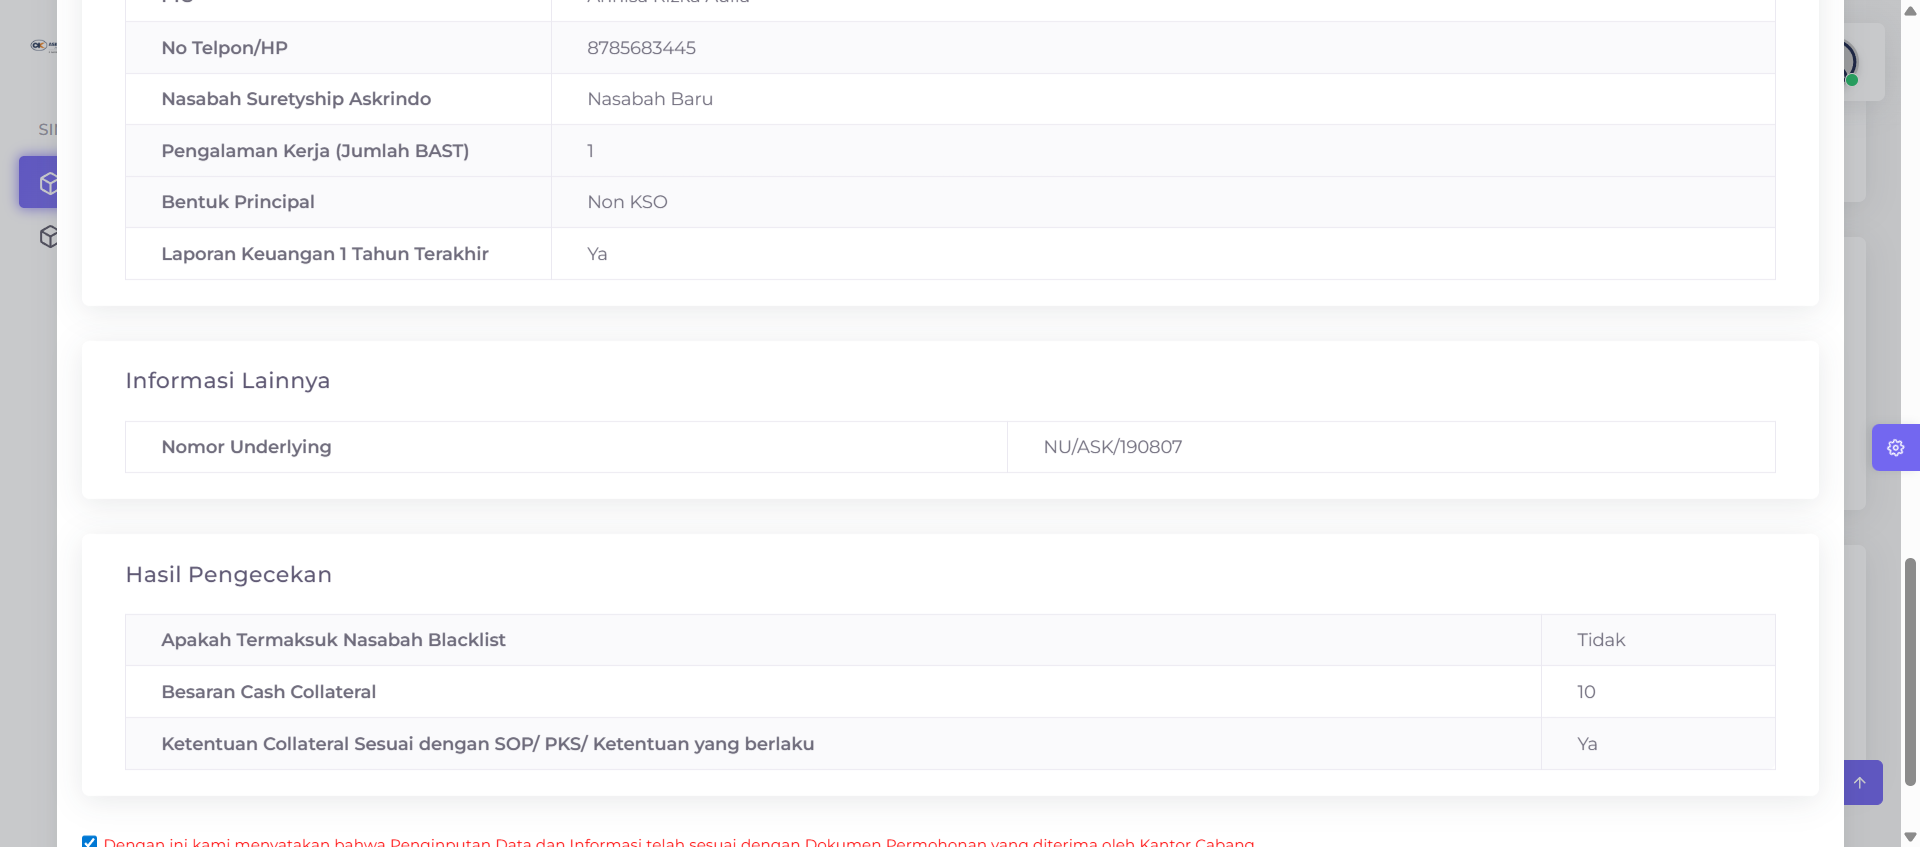 No Telpon/HP 8785683445
Nasabah Suretyship Askrindo Nasabah Baru
Pengalaman Kerja (Jumlah BAST) 1
Bentuk Principal Non KSO
Laporan Keuangan 1 Tahun Terakhir Ya
Informasi Lainnya
Nomor Underlying NU/ASK/190807
Hasil Pengecekan
Apakah Termaksuk Nasabah Blacklist Tidak
Besaran Cash Collateral 10
Ketentuan Collateral Sesuai dengan SOP/ PKS/ Ketentuan yang berlaku Ya
Dengan ini kami menyatakan bahwa Penginputan Data dan Informasi telah sesuai dengan Dokumen Permohonan yang diterima oleh Kantor Cabang